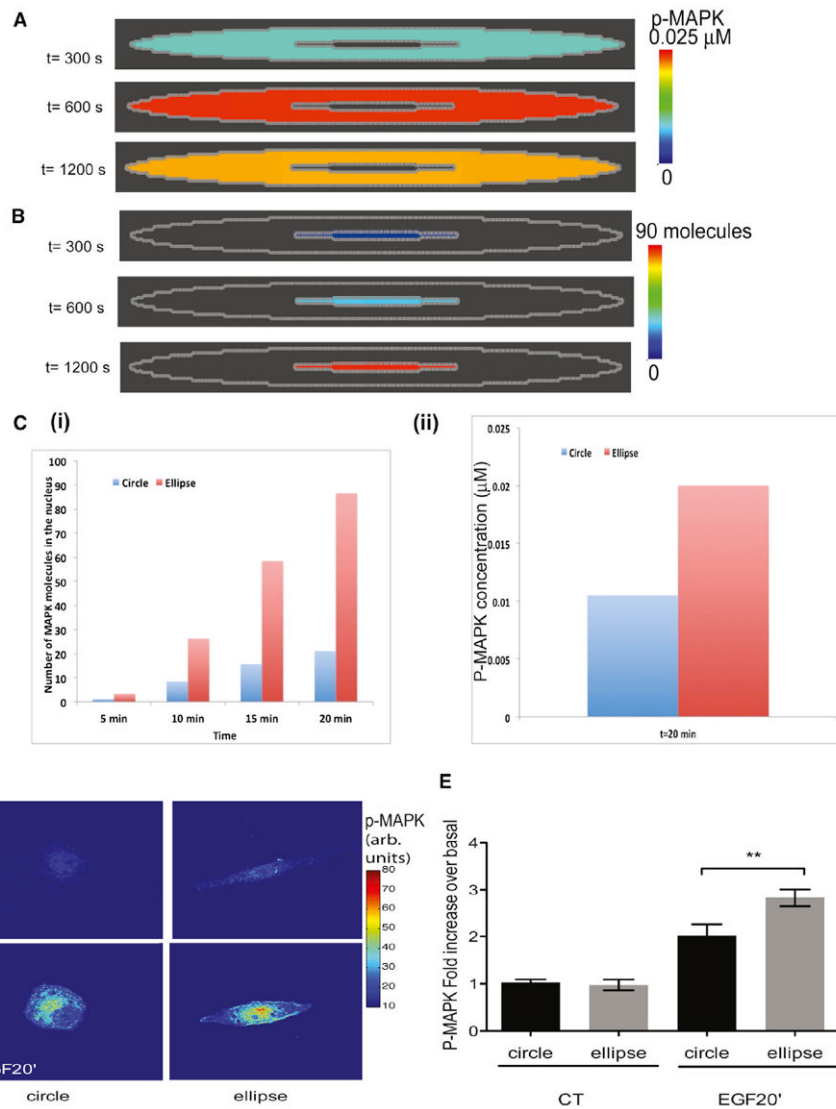 A
p-MAPK
0.025 µM
t= 300 s
t= 600 s
t= 1200 s
0
B
90 molecules
t= 300 s
t= 600 s
t= 1200 s
0
C (i)
Number of MAPK molecules in the nucleus
100
90
80
70
60
50
40
30
20
10
0
Circle Ellipse
5 min 10 min 15 min 20 min
Time
(ii)
P-MAPK concentration (µM)
0.025
0.02
0.015
0.01
0.005
0
Circle Ellipse
t=20 min
p-MAPK
(arb.
units)
80
70
60
50
40
30
20
10
GF20'
circle ellipse
E
P-MAPK Fold increase over basal
4
3
2
1
0
**
circle ellipse circle ellipse
CT EGF20'